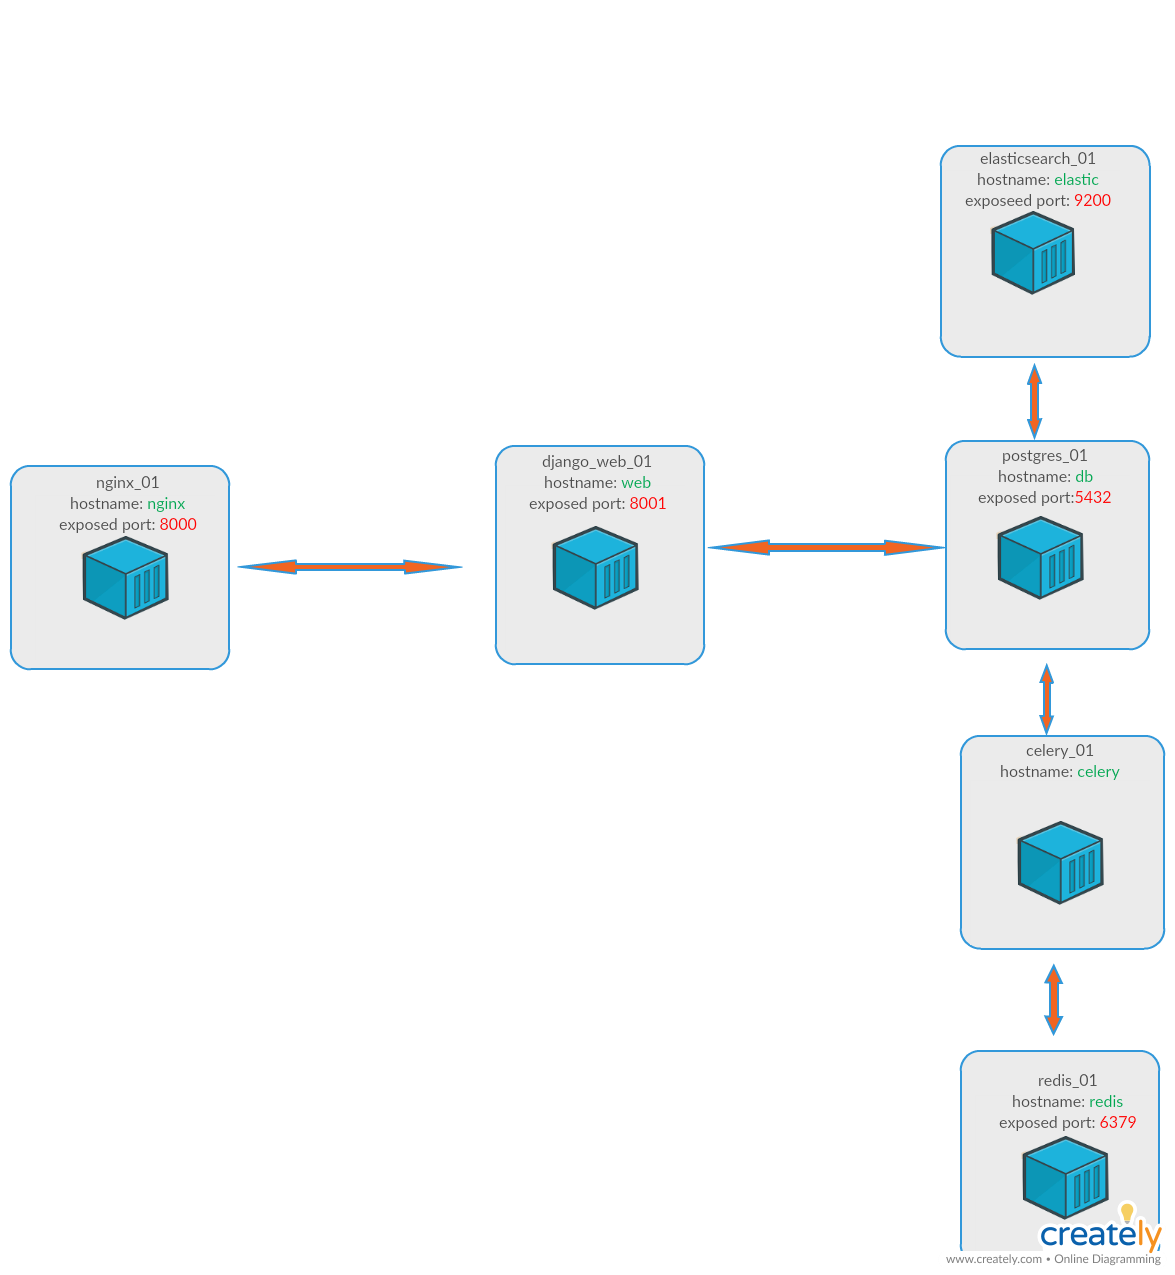 elasticsearch_01
hostname: elastic
exposeed port: 9200
nginx_01
hostname: nginx
exposed port: 8000
django_web_01
hostname: web
exposed port: 8001
postgres_01
hostname: db
exposed port:5432
celery_01
hostname: celery
redis_01
hostname: redis
exposed port: 6379
creately
www.creately.com • Online Diagramming